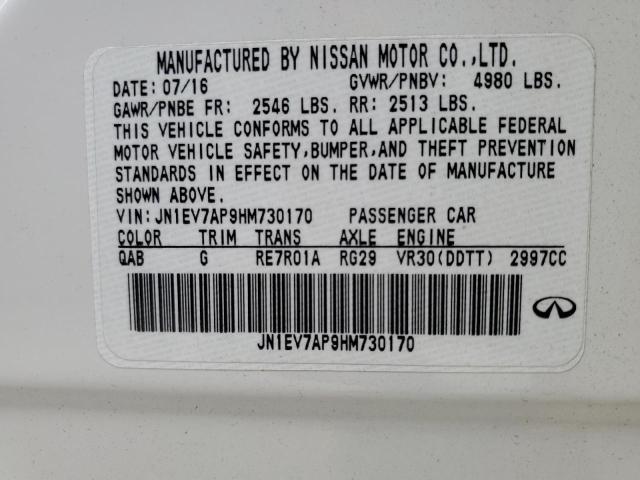 MANUFACTURED BY NISSAN MOTOR CO.,LTD.
DATE: 07/16 GVWR/PNBV: 4980 LBS.
GAWR/PNBE FR: 2546 LBS. RR: 2513 LBS.
THIS VEHICLE CONFORMS TO ALL APPLICABLE FEDERAL
MOTOR VEHICLE SAFETY,BUMPER,AND THEFT PREVENTION
STANDARDS IN EFFECT ON THE DATE OF MANUFACTURE
SHOWN ABOVE.
VIN:JN1EV7AP9HM730170 PASSENGER CAR
COLOR TRIM TRANS AXLE ENGINE
QAB G RE7R01A RG29 VR30(DDTT) 2997CC
JN1EV7AP9HM730170